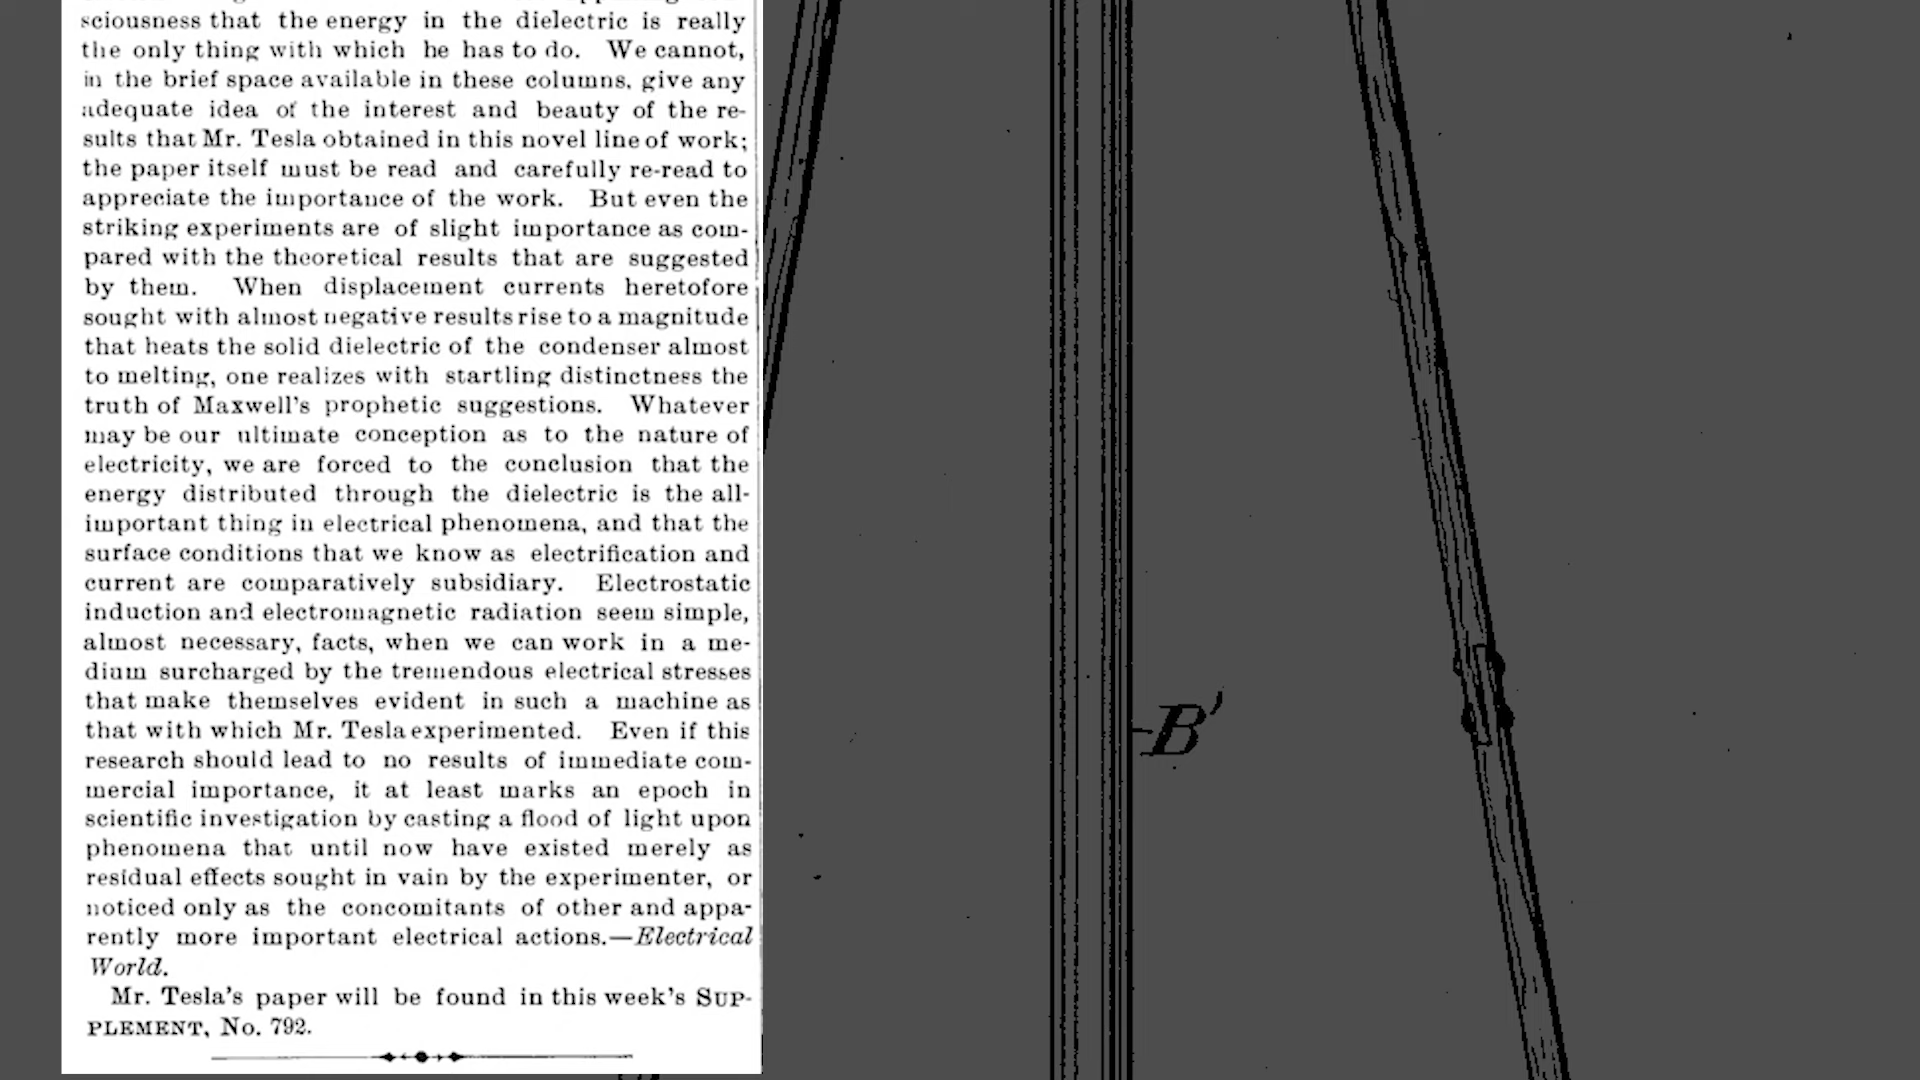 sciousness that the energy in the dielectric is really
the only thing with which he has to do. We cannot,
in the brief space available in these columns, give any
adequate idea of the interest and beauty of the re-
sults that Mr. Tesla obtained in this novel line of work;
the paper itself must be read and carefully re-read to
appreciate the importance of the work. But even the
striking experiments are of slight importance as com-
pared with the theoretical results that are suggested
by them. When displacement currents heretofore
sought with almost negative results rise to a magnitude
that heats the solid dielectric of the condenser almost
to melting, one realizes with startling distinctness the
truth of Maxwell's prophetic suggestions. Whatever
may be our ultimate conception as to the nature of
electricity, we are forced to the conclusion that the
energy distributed through the dielectric is the all-
important thing in electrical phenomena, and that the
surface conditions that we know as electrification and
current are comparatively subsidiary. Electrostatic
induction and electromagnetic radiation seem simple,
almost necessary, facts, when we can work in a me-
dium surcharged by the tremendous electrical stresses
that make themselves evident in such a machine as
that with which Mr. Tesla experimented. Even if this
research should lead to no results of immediate com-
mercial importance, it at least marks an epoch in
scientific investigation by casting a flood of light upon
phenomena that until now have existed merely as
residual effects sought in vain by the experimenter, or
noticed only as the concomitants of other and appa-
rently more important electrical actions.—Electrical
World.
Mr. Tesla's paper will be found in this week's SUP-
PLEMENT, No. 792.
B'